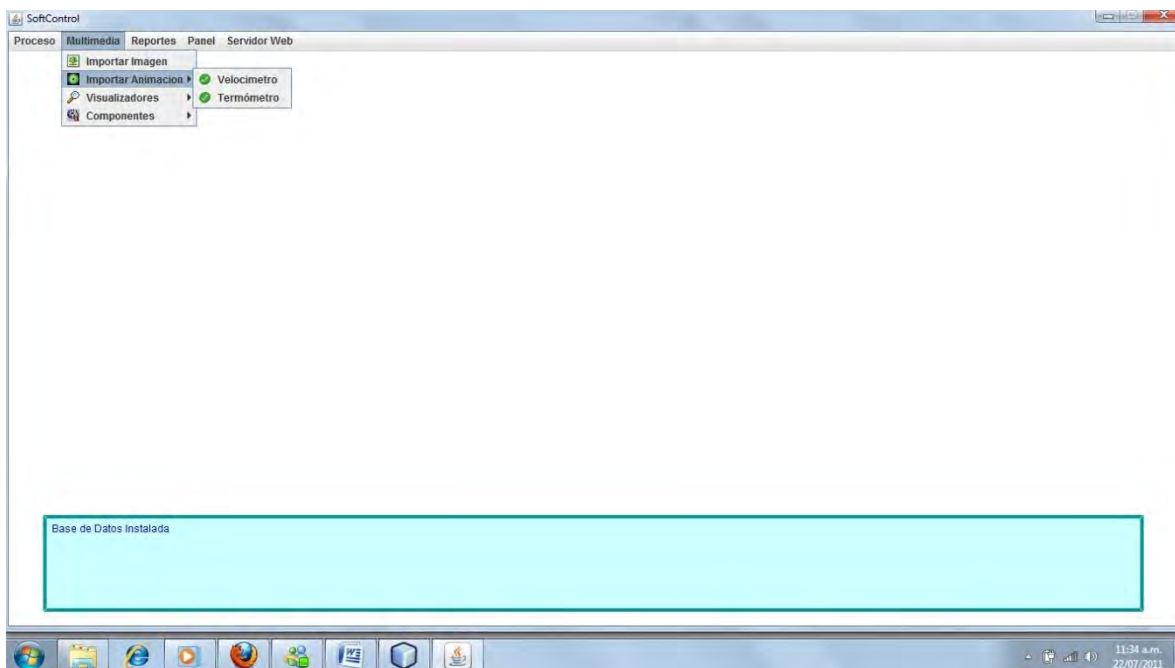 SoftControl
Proceso Multimedia Reportes Panel Servidor Web
Importar Imagen
Importar Animacion
Velocimetro
Visualizadores
Termómetro
Componentes
Base de Datos Instalada
11:34 a.m.
22/07/2011